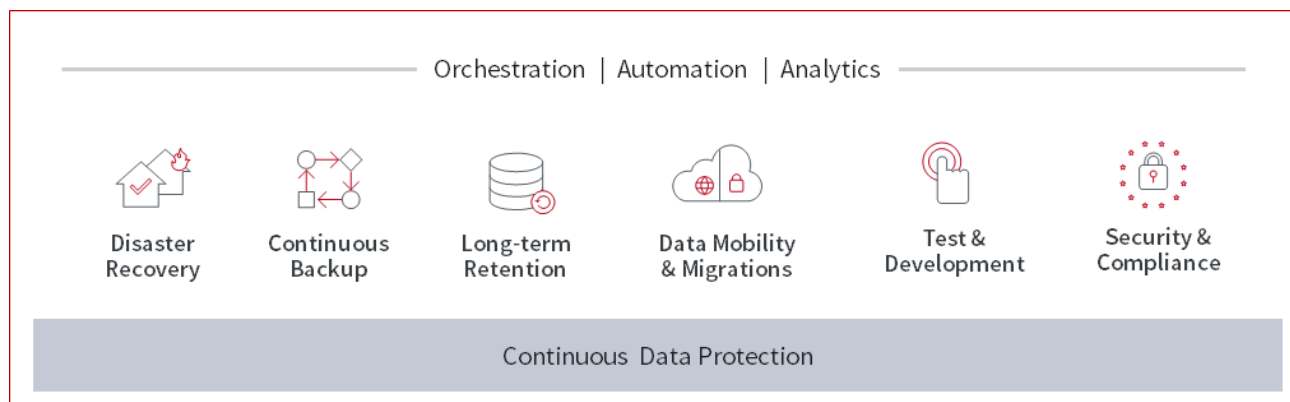 Orchestration | Automation | Analytics
Disaster
Recovery
Continuous
Backup
Long-term
Retention
Data Mobility
& Migrations
Test &
Development
Security &
Compliance
Continuous Data Protection